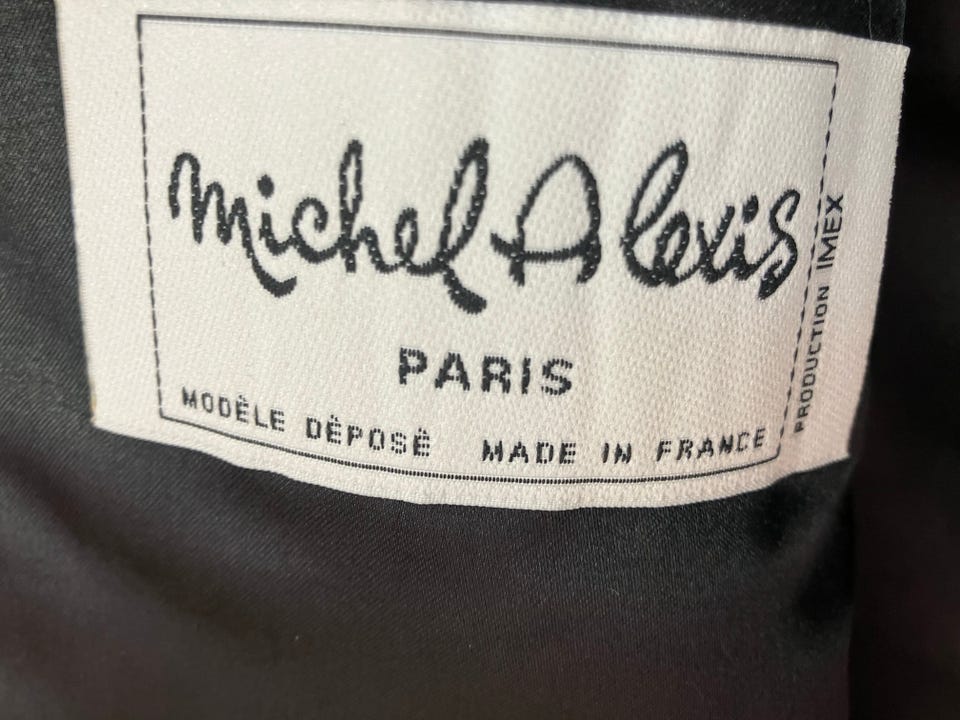 Michel Alexis
PARIS
MODÈLE DÉPOSÉ MADE IN FRANCE
PRODUCTION IMEX